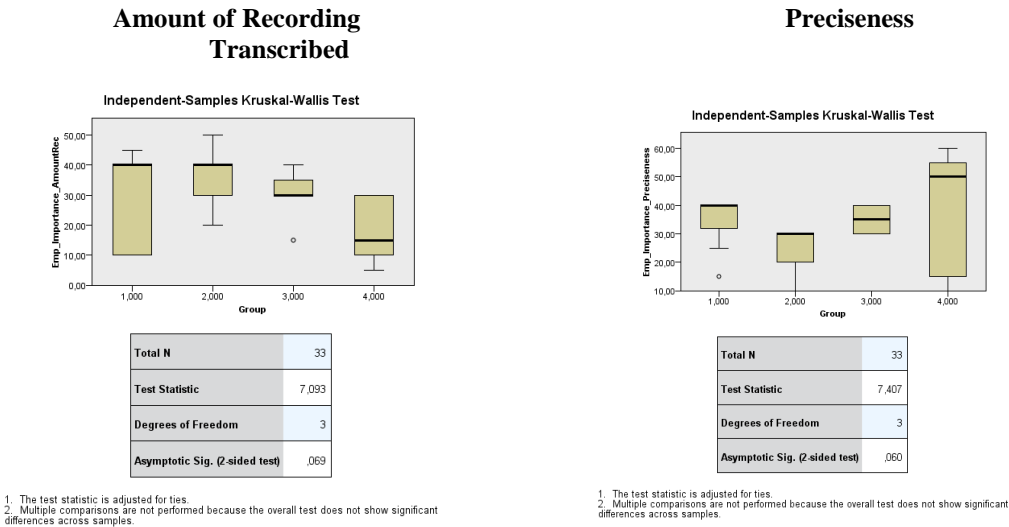 Amount of Recording
Transcribed
Independent-Samples Kruskal-Wallis Test
Emp_Importance_AmountRec
50,00
40,00
30,00
20,00
10,00
0,00
1,000 2,000 3,000 4,000
Group
Total N 33
Test Statistic 7,093
Degrees of Freedom 3
Asymptotic Sig. (2-sided test) ,069
1. The test statistic is adjusted for ties.
2. Multiple comparisons are not performed because the overall test does not show significant
differences across samples.
Preciseness
Independent-Samples Kruskal-Wallis Test
Emp_Importance_Preciseness
60,00
50,00
40,00
30,00
20,00
10,00
1,000 2,000 3,000 4,000
Group
Total N 33
Test Statistic 7,407
Degrees of Freedom 3
Asymptotic Sig. (2-sided test) ,060
1. The test statistic is adjusted for ties.
2. Multiple comparisons are not performed because the overall test does not show significant
differences across samples.